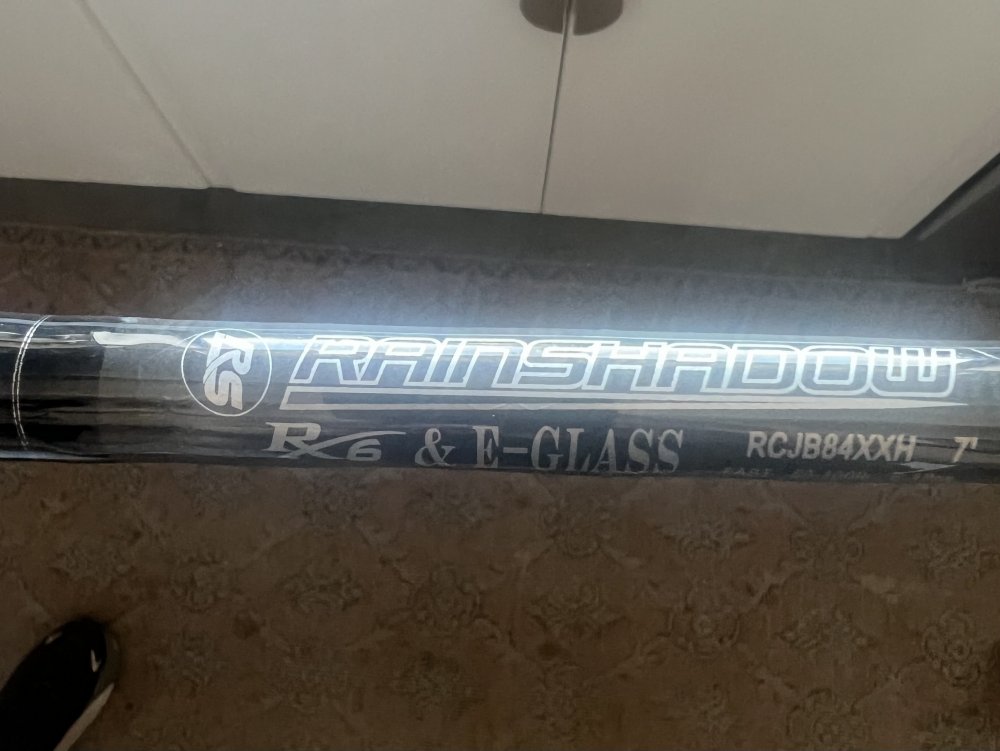 RS RAINSHADOW
RX6 & E-GLASS RCJB84XXH 7'